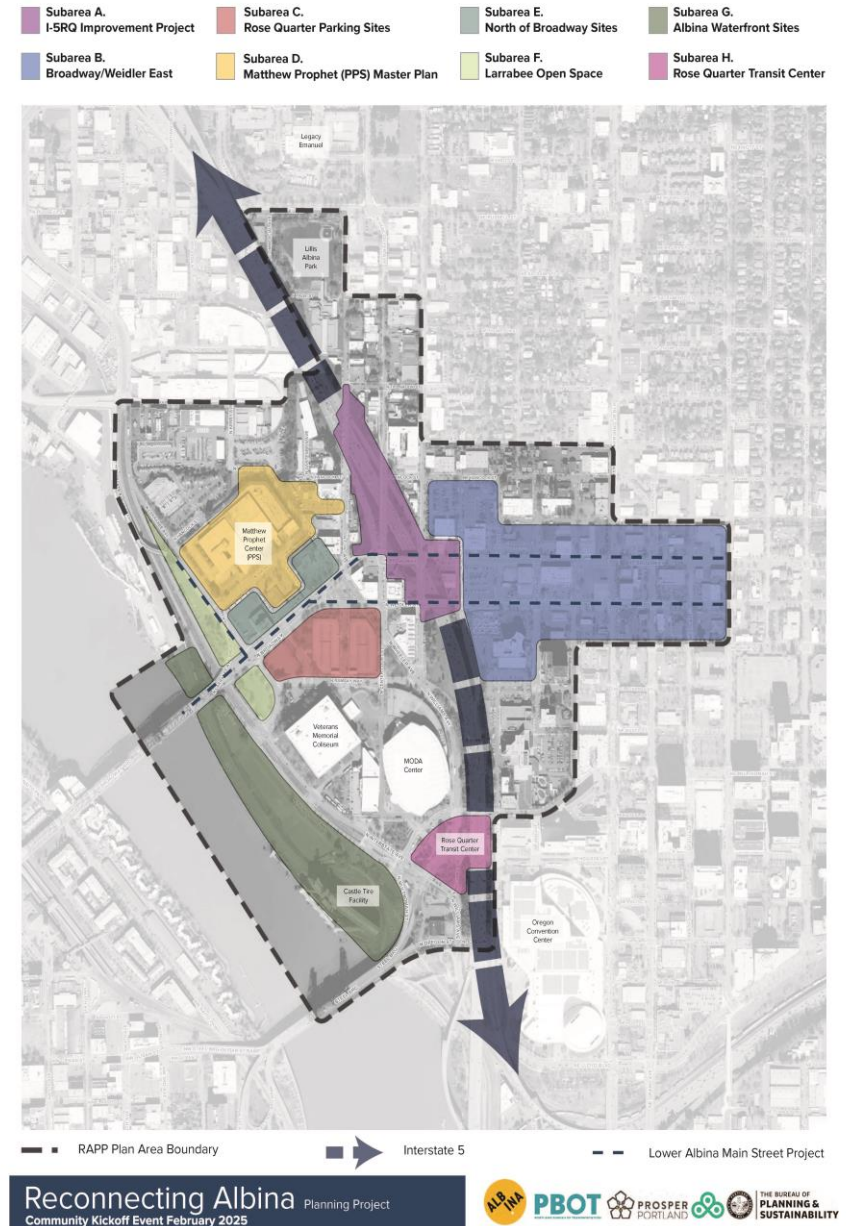 Subarea A.
I-5RQ Improvement Project
Subarea C.
Rose Quarter Parking Sites
Subarea E.
North of Broadway Sites
Subarea G.
Albina Waterfront Sites
Subarea B.
Broadway/Weidler East
Subarea D.
Matthew Prophet (PPS) Master Plan
Subarea F.
Larrabee Open Space
Subarea H.
Rose Quarter Transit Center
Legacy
Emanuel
Lillis
Albina
Park
Matthew
Prophet
Center
(PPS)
Veterans
Memorial
Coliseum
MODA
Center
Rose Quarter
Transit Center
Castle Tire
Facility
Oregon
Convention
Center
RAPP Plan Area Boundary
Interstate 5
Lower Albina Main Street Project
Reconnecting Albina Planning Project
Community Kickoff Event February 2025
ALB
INA
PBOT
PROSPER
PORTLAND
THE BUREAU OF
PLANNING &
SUSTAINABILITY